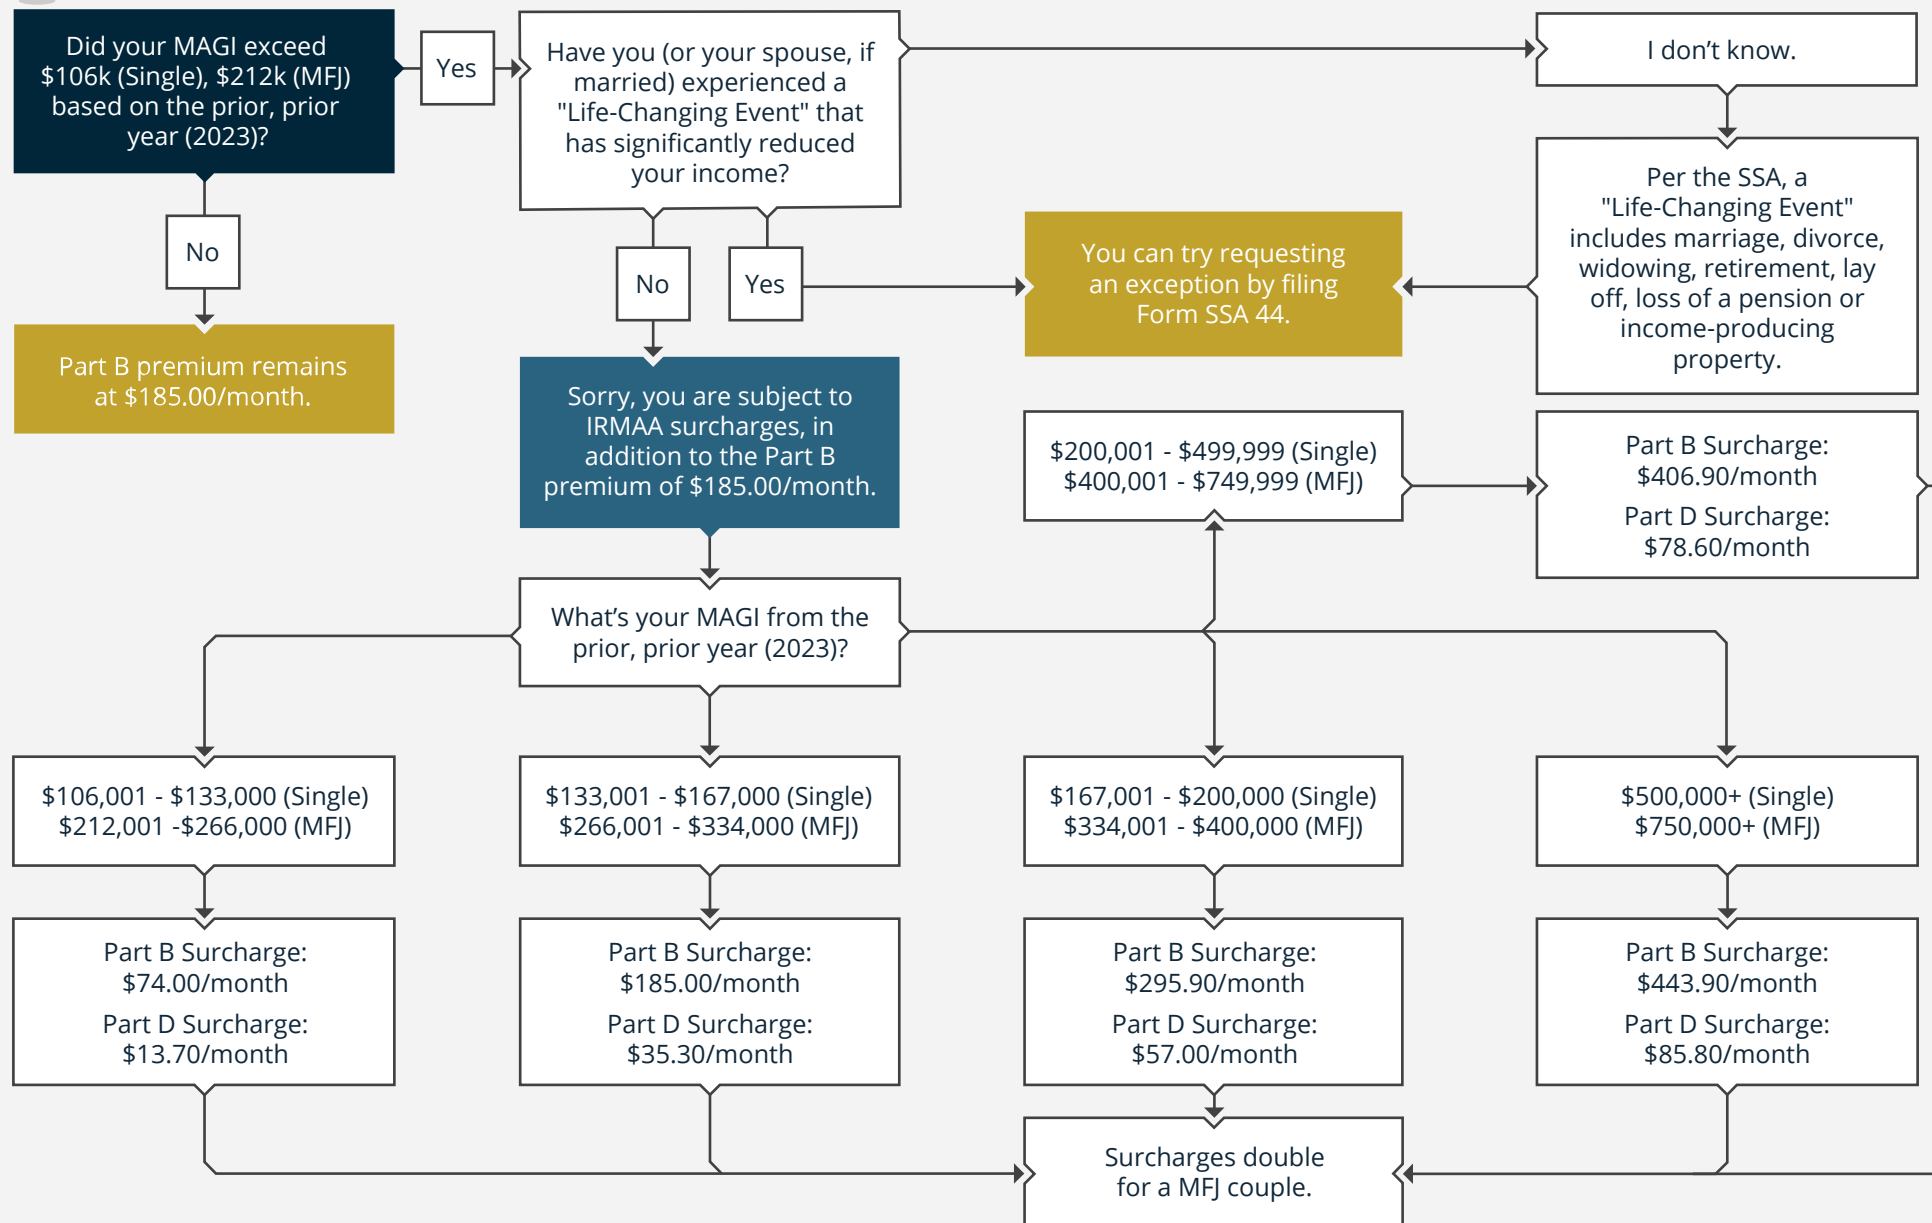 Did your MAGI exceed
$106k (Single), $212k (MFJ)
based on the prior, prior
year (2023)?
Yes
Have you (or your spouse, if
married) experienced a
"Life-Changing Event" that
has significantly reduced
your income?
I don’t know.
No
Part B premium remains
at $185.00/month.
No
Yes
You can try requesting
an exception by filing
Form SSA 44.
Per the SSA, a
"Life-Changing Event"
includes marriage, divorce,
widowing, retirement, lay
off, loss of a pension or
income-producing
property.
Sorry, you are subject to
IRMAA surcharges, in
addition to the Part B
premium of $185.00/month.
$200,001 - $499,999 (Single)
$400,001 - $749,999 (MFJ)
Part B Surcharge:
$406.90/month
Part D Surcharge:
$78.60/month
What’s your MAGI from the
prior, prior year (2023)?
$106,001 - $133,000 (Single)
$212,001 -$266,000 (MFJ)
$133,001 - $167,000 (Single)
$266,001 - $334,000 (MFJ)
$167,001 - $200,000 (Single)
$334,001 - $400,000 (MFJ)
$500,000+ (Single)
$750,000+ (MFJ)
Part B Surcharge:
$74.00/month
Part D Surcharge:
$13.70/month
Part B Surcharge:
$185.00/month
Part D Surcharge:
$35.30/month
Part B Surcharge:
$295.90/month
Part D Surcharge:
$57.00/month
Part B Surcharge:
$443.90/month
Part D Surcharge:
$85.80/month
Surcharges double
for a MFJ couple.